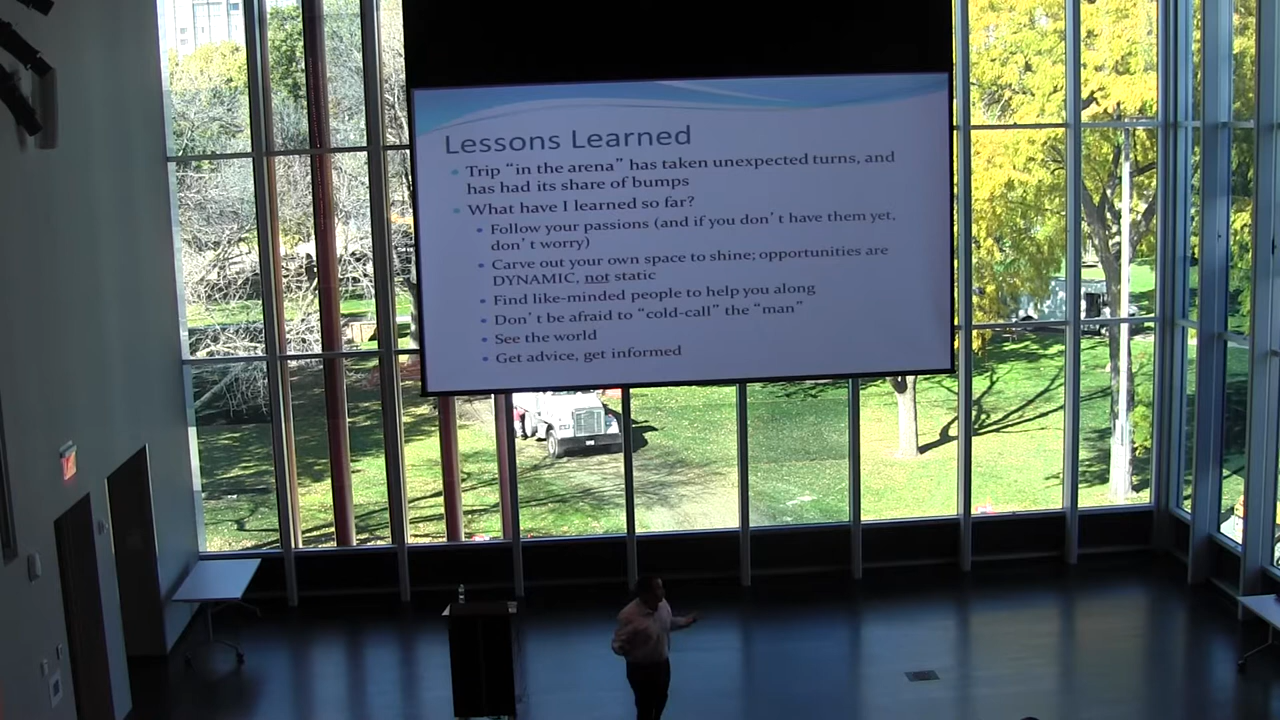 Lessons Learned
Trip “in the arena” has taken unexpected turns, and
has had its share of bumps
What have I learned so far?
Follow your passions (and if you don’t have them yet,
don’t worry)
Carve out your own space to shine; opportunities are
DYNAMIC, not static
Find like-minded people to help you along
Don’t be afraid to “cold-call” the “man”
See the world
Get advice, get informed